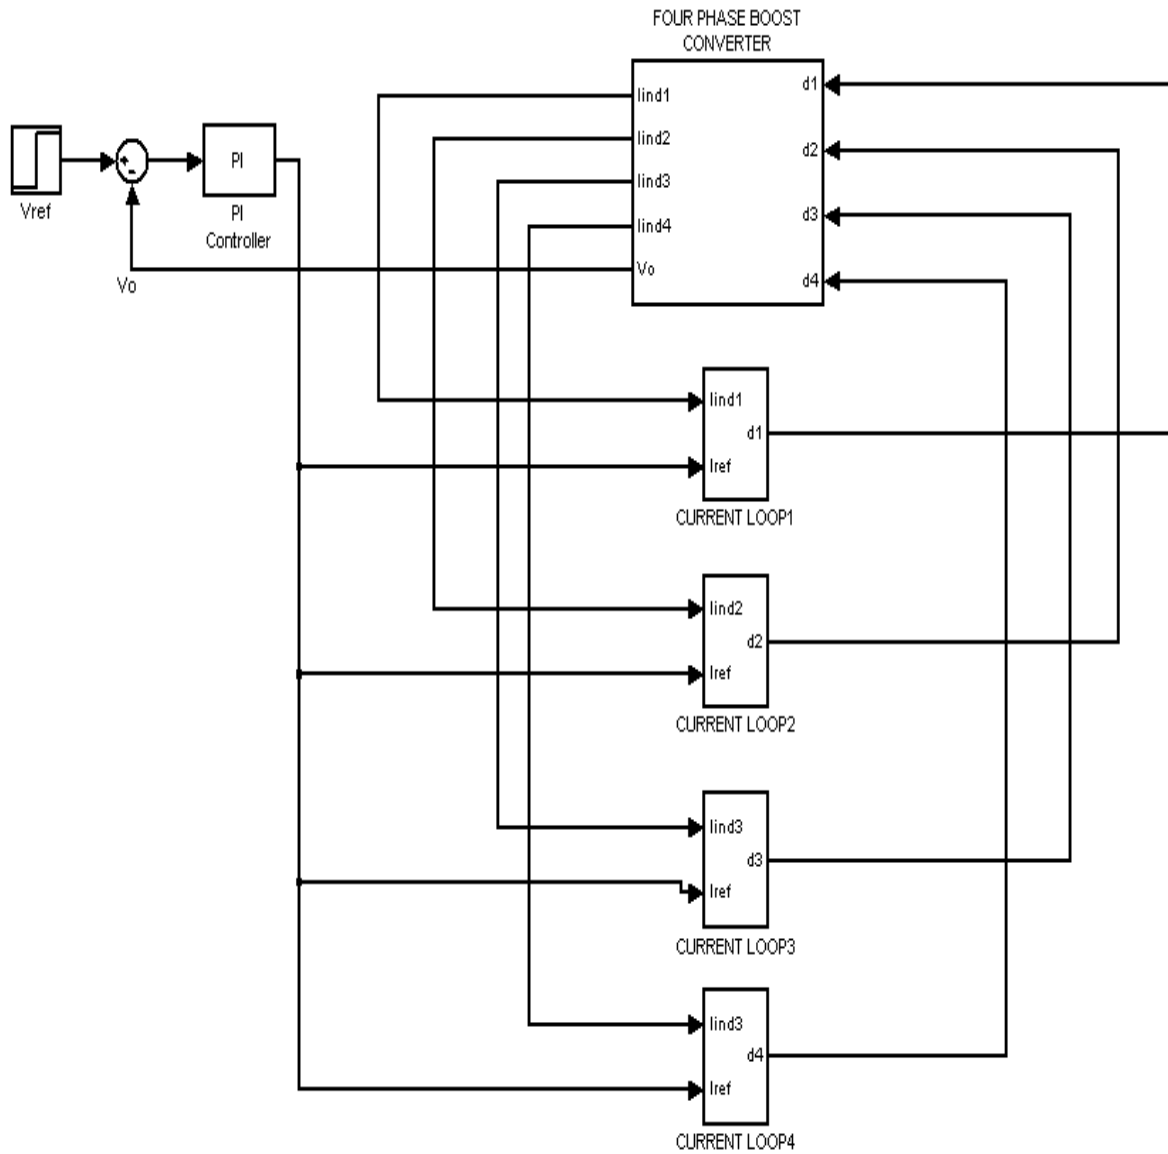 FOUR PHASE BOOST
CONVERTER
Iind1
Iind2
Iind3
Iind4
Vo
d1
d2
d3
d4
Vref
+
-
PI
PI
Controller
Vo
Iind1
Iref
d1
CURRENT LOOP1
Iind2
Iref
d2
CURRENT LOOP2
Iind3
Iref
d3
CURRENT LOOP3
Iind3
Iref
d4
CURRENT LOOP4